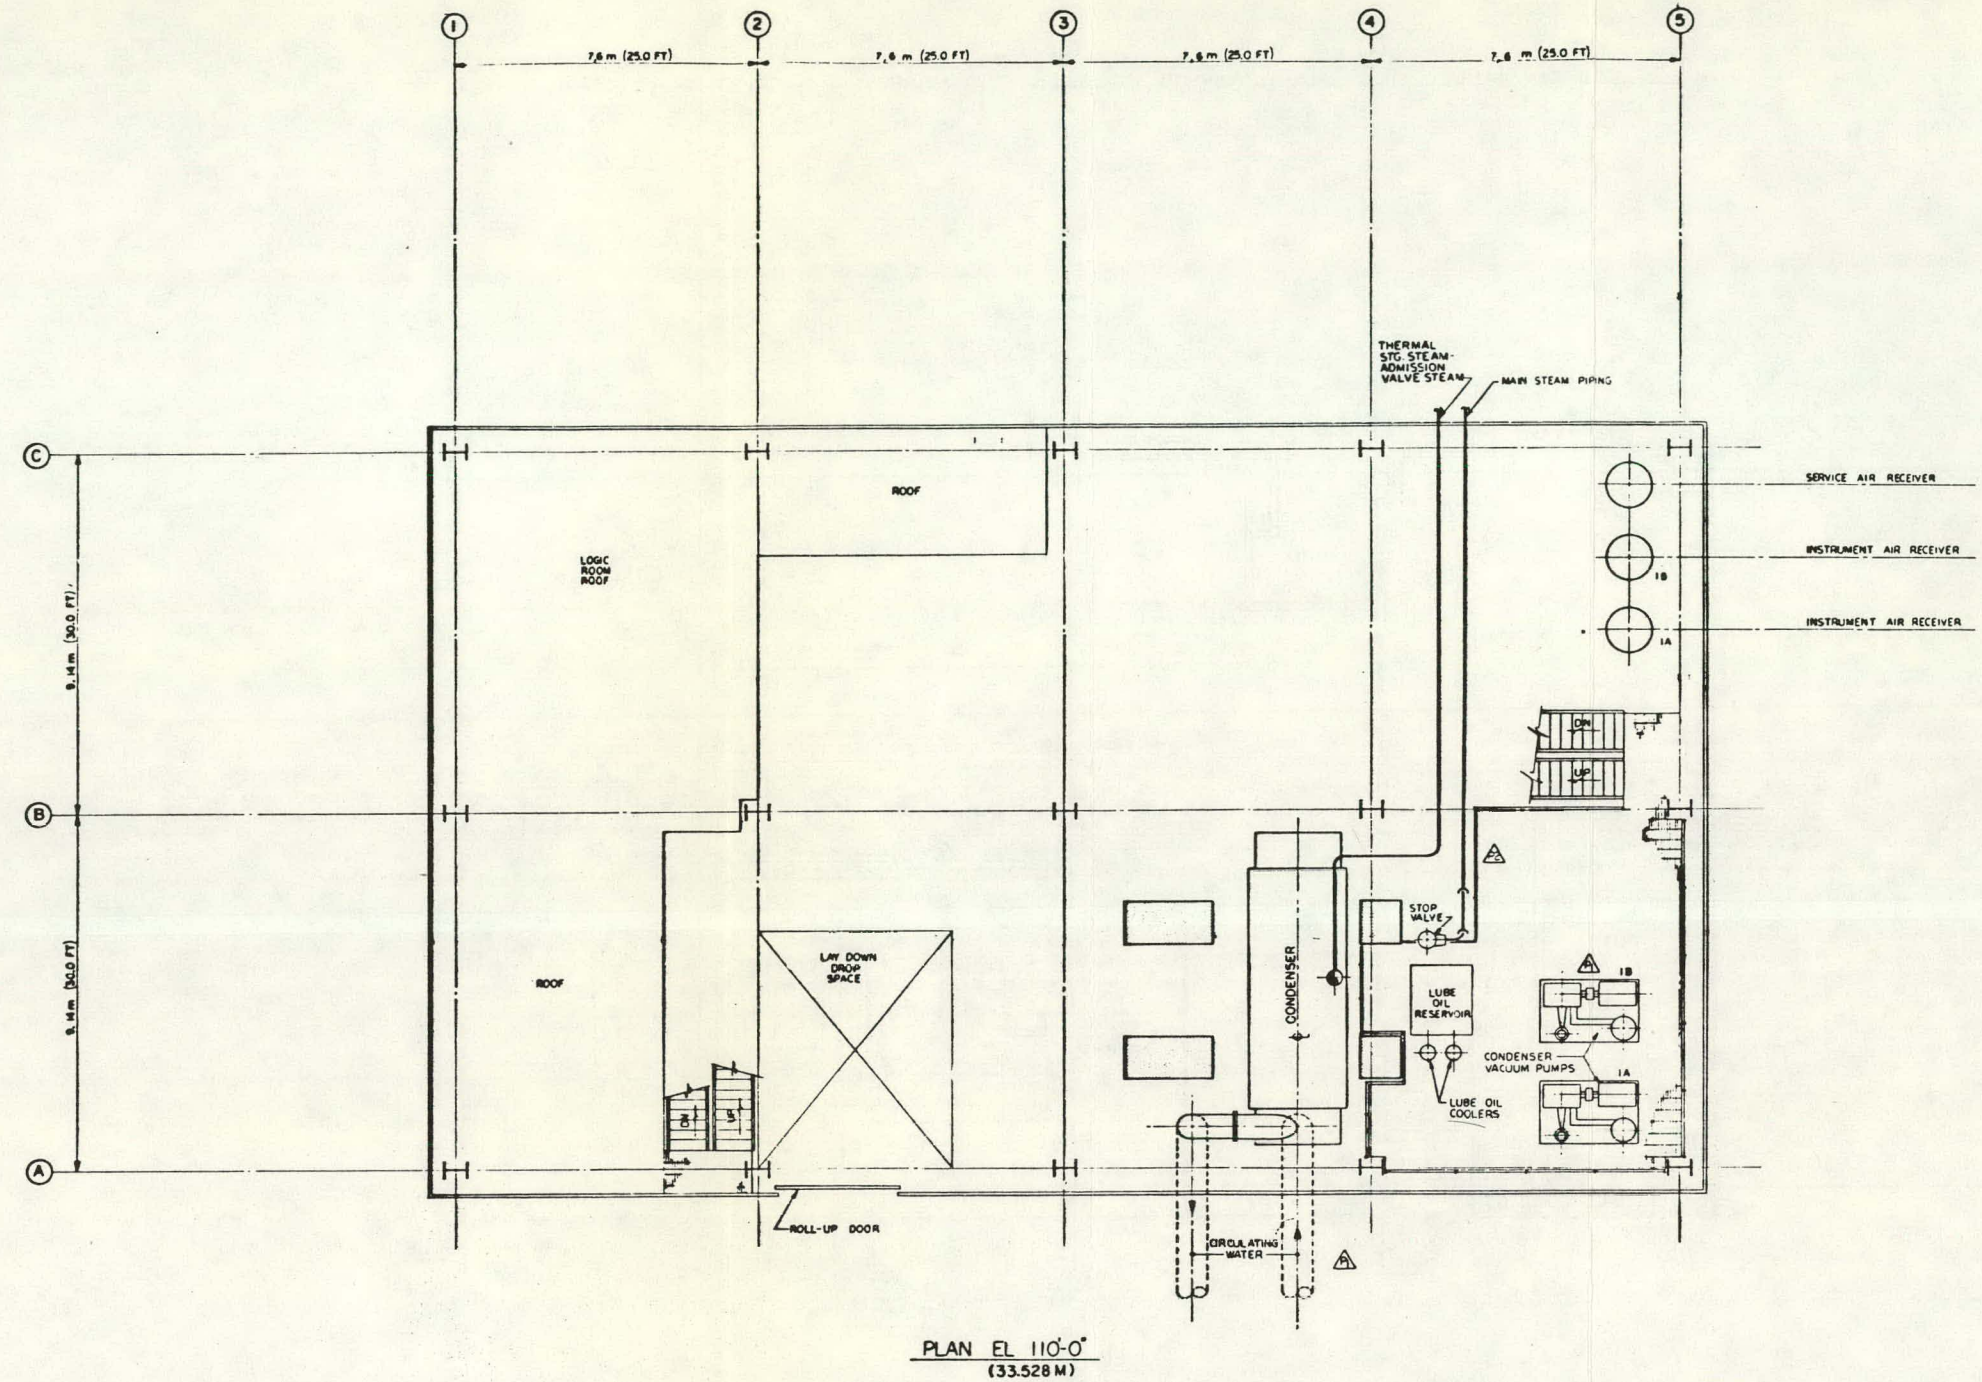 1 2 3 4 5
7,6 m (25.0 FT) 7,6 m (25.0 FT) 7,6 m (25.0 FT) 7,6 m (25.0 FT)
THERMAL
STG. STEAM-
ADMISSION
VALVE STEAM
MAIN STEAM PIPING
C
ROOF
SERVICE AIR RECEIVER
LOGIC
ROOM
ROOF
INSTRUMENT AIR RECEIVER
1B
9.14m (30.0 FT)
INSTRUMENT AIR RECEIVER
1A
DN
UP
B
P2
STOP
VALVE
LAY DOWN
DROP
SPACE
ROOF
9.14m (30.0 FT)
CONDENSER
LUBE
OIL
RESERVOIR
1B
CONDENSER
VACUUM PUMPS
1A
LUBE OIL
COOLERS
DN
UP
A
ROLL-UP DOOR
CIRCULATING
WATER
PLAN EL 110'-0"
(33.528 M)